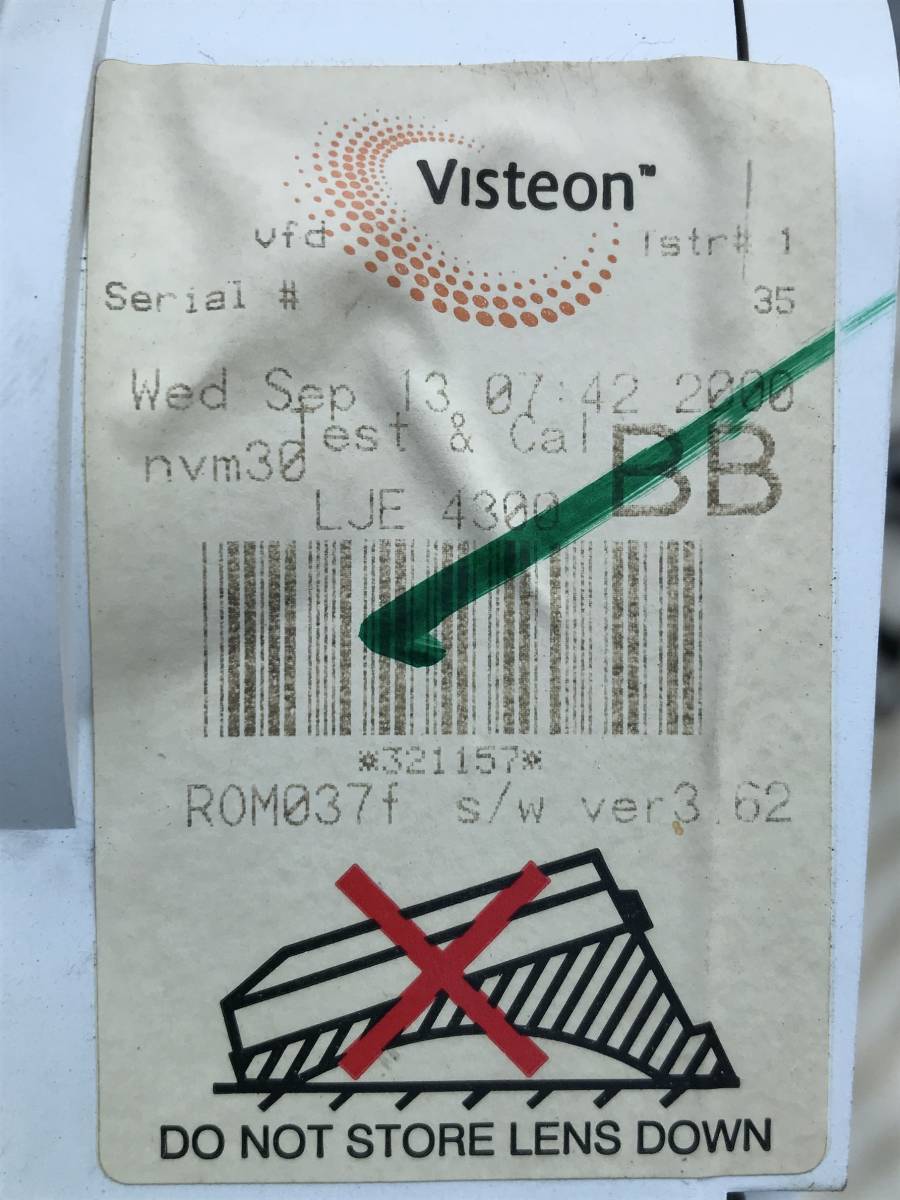 Visteon™
vfd Istr# 1
Serial # 35
Wed Sep 13 07:42 2000
Test & Cal
nvm30 BB
LJE 4300
*321157*
ROM037f s/w ver3.62
DO NOT STORE LENS DOWN